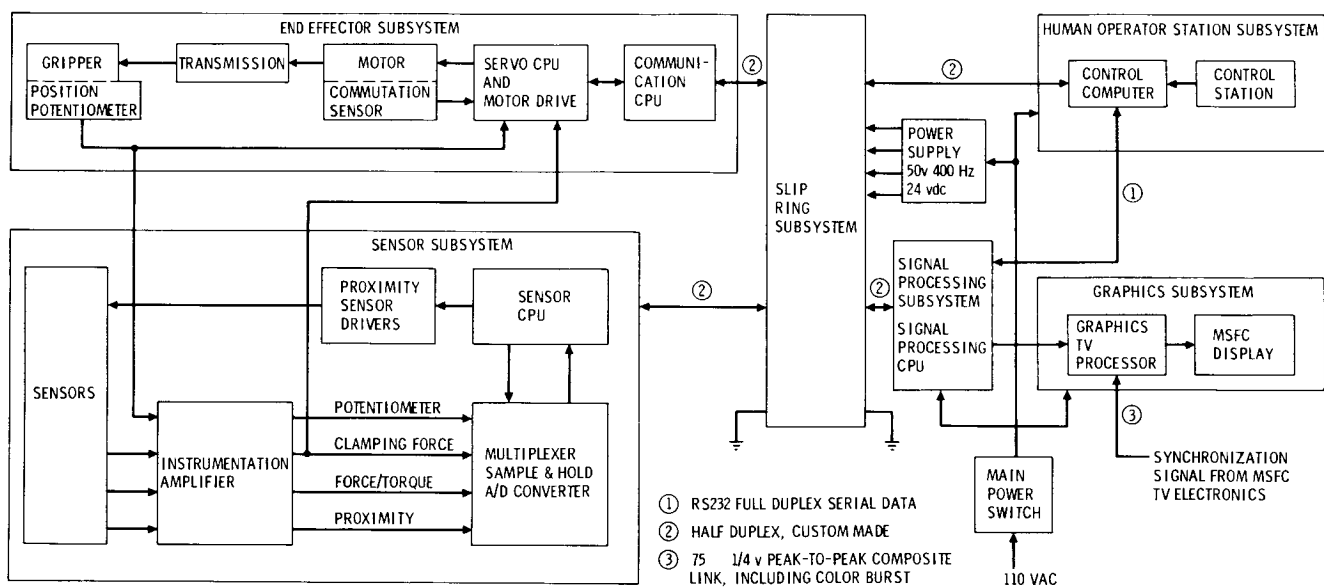 END EFFECTOR SUBSYSTEM
GRIPPER
POSITION
POTENTIOMETER
TRANSMISSION
MOTOR
COMMUTATION
SENSOR
SERVO CPU
AND
MOTOR DRIVE
COMMUNI-
CATION
CPU
②
SLIP
RING
SUBSYSTEM
②
HUMAN OPERATOR STATION SUBSYSTEM
CONTROL
COMPUTER
CONTROL
STATION
POWER
SUPPLY
50v 400 Hz
24 vdc
①
SENSOR SUBSYSTEM
SENSORS
PROXIMITY
SENSOR
DRIVERS
SENSOR
CPU
②
②
SIGNAL
PROCESSING
SUBSYSTEM
SIGNAL
PROCESSING
CPU
GRAPHICS SUBSYSTEM
GRAPHICS
TV
PROCESSOR
MSFC
DISPLAY
INSTRUMENTATION
AMPLIFIER
POTENTIOMETER
CLAMPING FORCE
FORCE/TORQUE
PROXIMITY
MULTIPLEXER
SAMPLE & HOLD
A/D CONVERTER
③
SYNCHRONIZATION
SIGNAL FROM MSFC
TV ELECTRONICS
MAIN
POWER
SWITCH
110 VAC
① RS232 FULL DUPLEX SERIAL DATA
② HALF DUPLEX, CUSTOM MADE
③ 75 1/4 v PEAK-TO-PEAK COMPOSITE
LINK, INCLUDING COLOR BURST